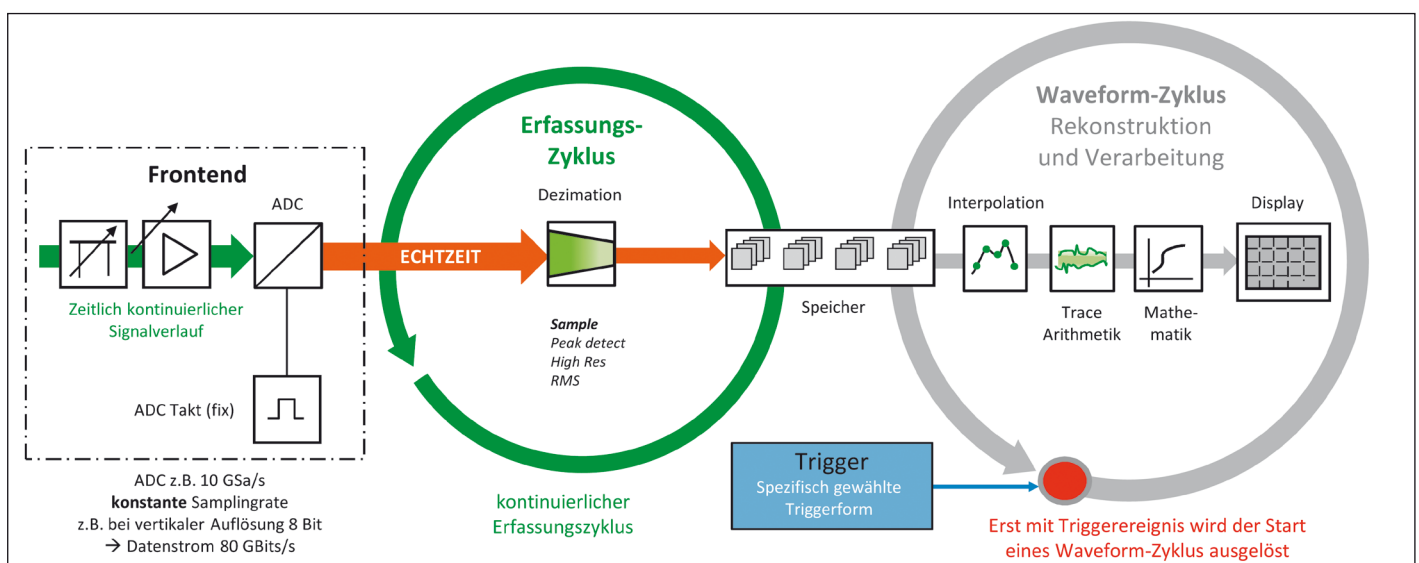 Frontend
ADC
Zeitlich kontinuierlicher
Signalverlauf
ADC Takt (fix)
ADC z.B. 10 GSa/s
konstante Samplingrate
z.B. bei vertikaler Auflösung 8 Bit
→ Datenstrom 80 GBits/s
ECHTZEIT
Erfassungs-
Zyklus
Dezimation
Sample
Peak detect
High Res
RMS
kontinuierlicher
Erfassungszyklus
Speicher
Waveform-Zyklus
Rekonstruktion
und Verarbeitung
Interpolation
Trace
Arithmetik
Mathe-
matik
Display
Trigger
Spezifisch gewählte
Triggerform
Erst mit Triggerereignis wird der Start
eines Waveform-Zyklus ausgelöst